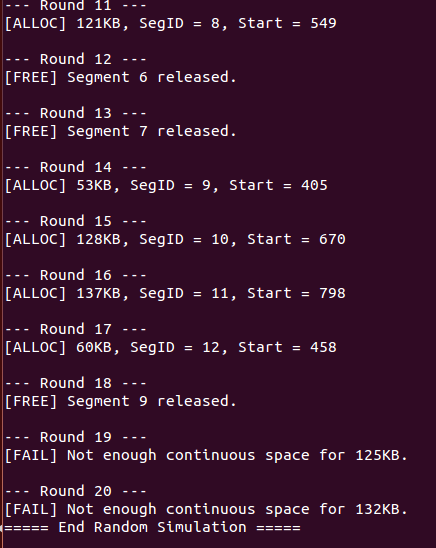 --- Round 11 ---
[ALLOC] 121KB, SegID = 8, Start = 549
--- Round 12 ---
[FREE] Segment 6 released.
--- Round 13 ---
[FREE] Segment 7 released.
--- Round 14 ---
[ALLOC] 53KB, SegID = 9, Start = 405
--- Round 15 ---
[ALLOC] 128KB, SegID = 10, Start = 670
--- Round 16 ---
[ALLOC] 137KB, SegID = 11, Start = 798
--- Round 17 ---
[ALLOC] 60KB, SegID = 12, Start = 458
--- Round 18 ---
[FREE] Segment 9 released.
--- Round 19 ---
[FAIL] Not enough continuous space for 125KB.
--- Round 20 ---
[FAIL] Not enough continuous space for 132KB.
===== End Random Simulation =====